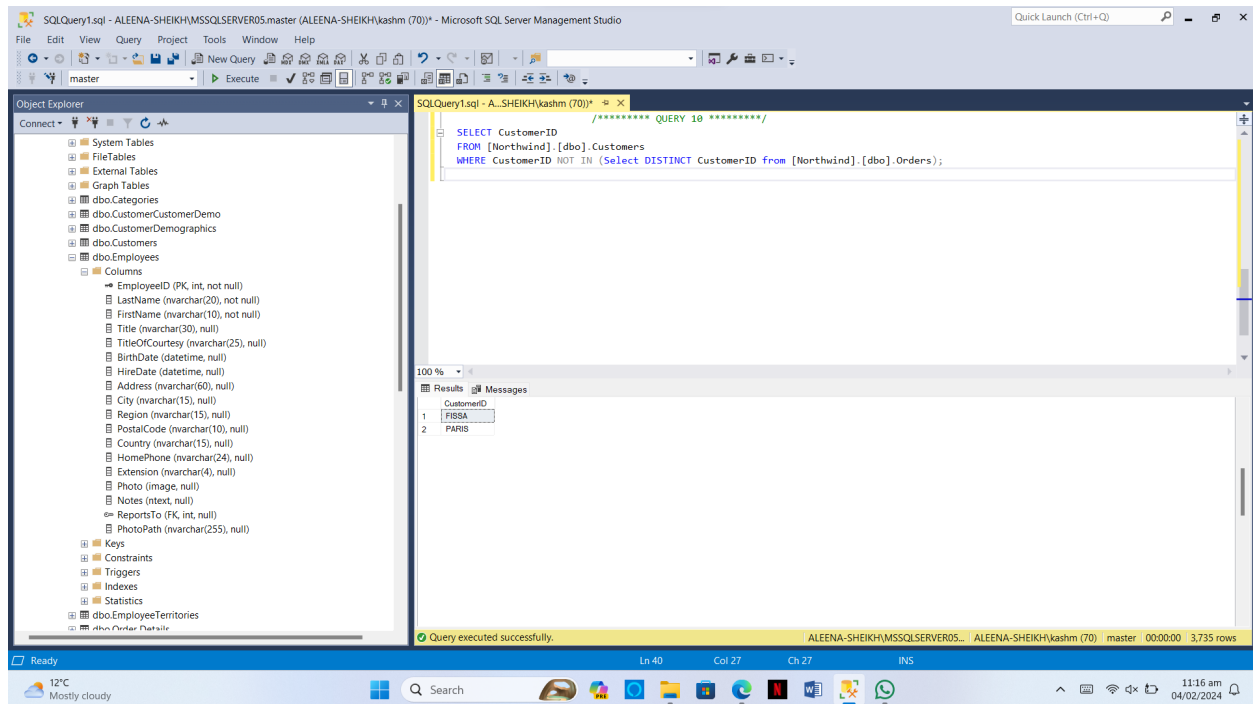 SQLQuery1.sql - ALEENA-SHEIKH\MSSQLSERVER05.master (ALEENA-SHEIKH\kashm (70))* - Microsoft SQL Server Management Studio
Quick Launch (Ctrl+Q)
File Edit View Query Project Tools Window Help
New Query
master Execute
Object Explorer
Connect
System Tables
FileTables
External Tables
Graph Tables
dbo.Categories
dbo.CustomerCustomerDemo
dbo.CustomerDemographics
dbo.Customers
dbo.Employees
Columns
EmployeeID (PK, int, not null)
LastName (nvarchar(20), not null)
FirstName (nvarchar(10), not null)
Title (nvarchar(30), null)
TitleOfCourtesy (nvarchar(25), null)
BirthDate (datetime, null)
HireDate (datetime, null)
Address (nvarchar(60), null)
City (nvarchar(15), null)
Region (nvarchar(15), null)
PostalCode (nvarchar(10), null)
Country (nvarchar(15), null)
HomePhone (nvarchar(24), null)
Extension (nvarchar(4), null)
Photo (image, null)
Notes (ntext, null)
ReportsTo (FK, int, null)
PhotoPath (nvarchar(255), null)
Keys
Constraints
Triggers
Indexes
Statistics
dbo.EmployeeTerritories
dbo.Order Details
SQLQuery1.sql - A...SHEIKH\kashm (70))*
/********* QUERY 10 *********/
SELECT CustomerID
FROM [Northwind].[dbo].Customers
WHERE CustomerID NOT IN (Select DISTINCT CustomerID from [Northwind].[dbo].Orders);
100 %
Results Messages
CustomerID
1 FISSA
2 PARIS
Query executed successfully. ALEENA-SHEIKH\MSSQLSERVER05... ALEENA-SHEIKH\kashm (70) master 00:00:00 3,735 rows
Ready Ln 40 Col 27 Ch 27 INS
12°C
Mostly cloudy
Search
11:16 am
04/02/2024